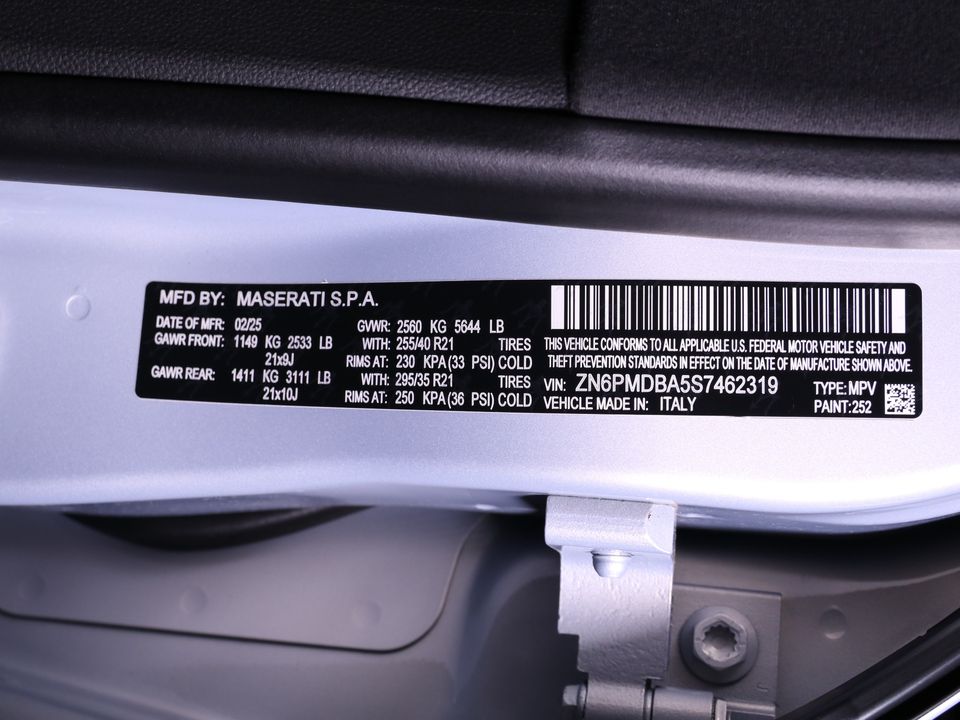 MFD BY: MASERATI S.P.A.
DATE OF MFR: 02/25 GVWR: 2560 KG 5644 LB
GAWR FRONT: 1149 KG 2533 LB WITH: 255/40 R21 TIRES
21x9J RIMS AT: 230 KPA(33 PSI) COLD
GAWR REAR: 1411 KG 3111 LB WITH: 295/35 R21 TIRES
21x10J RIMS AT: 250 KPA(36 PSI) COLD
THIS VEHICLE CONFORMS TO ALL APPLICABLE U.S. FEDERAL MOTOR VEHICLE SAFETY AND
THEFT PREVENTION STANDARDS IN EFFECT ON THE DATE OF MANUFACTURE SHOWN ABOVE.
VIN: ZN6PMDBA5S7462319 TYPE: MPV
VEHICLE MADE IN: ITALY PAINT: 252